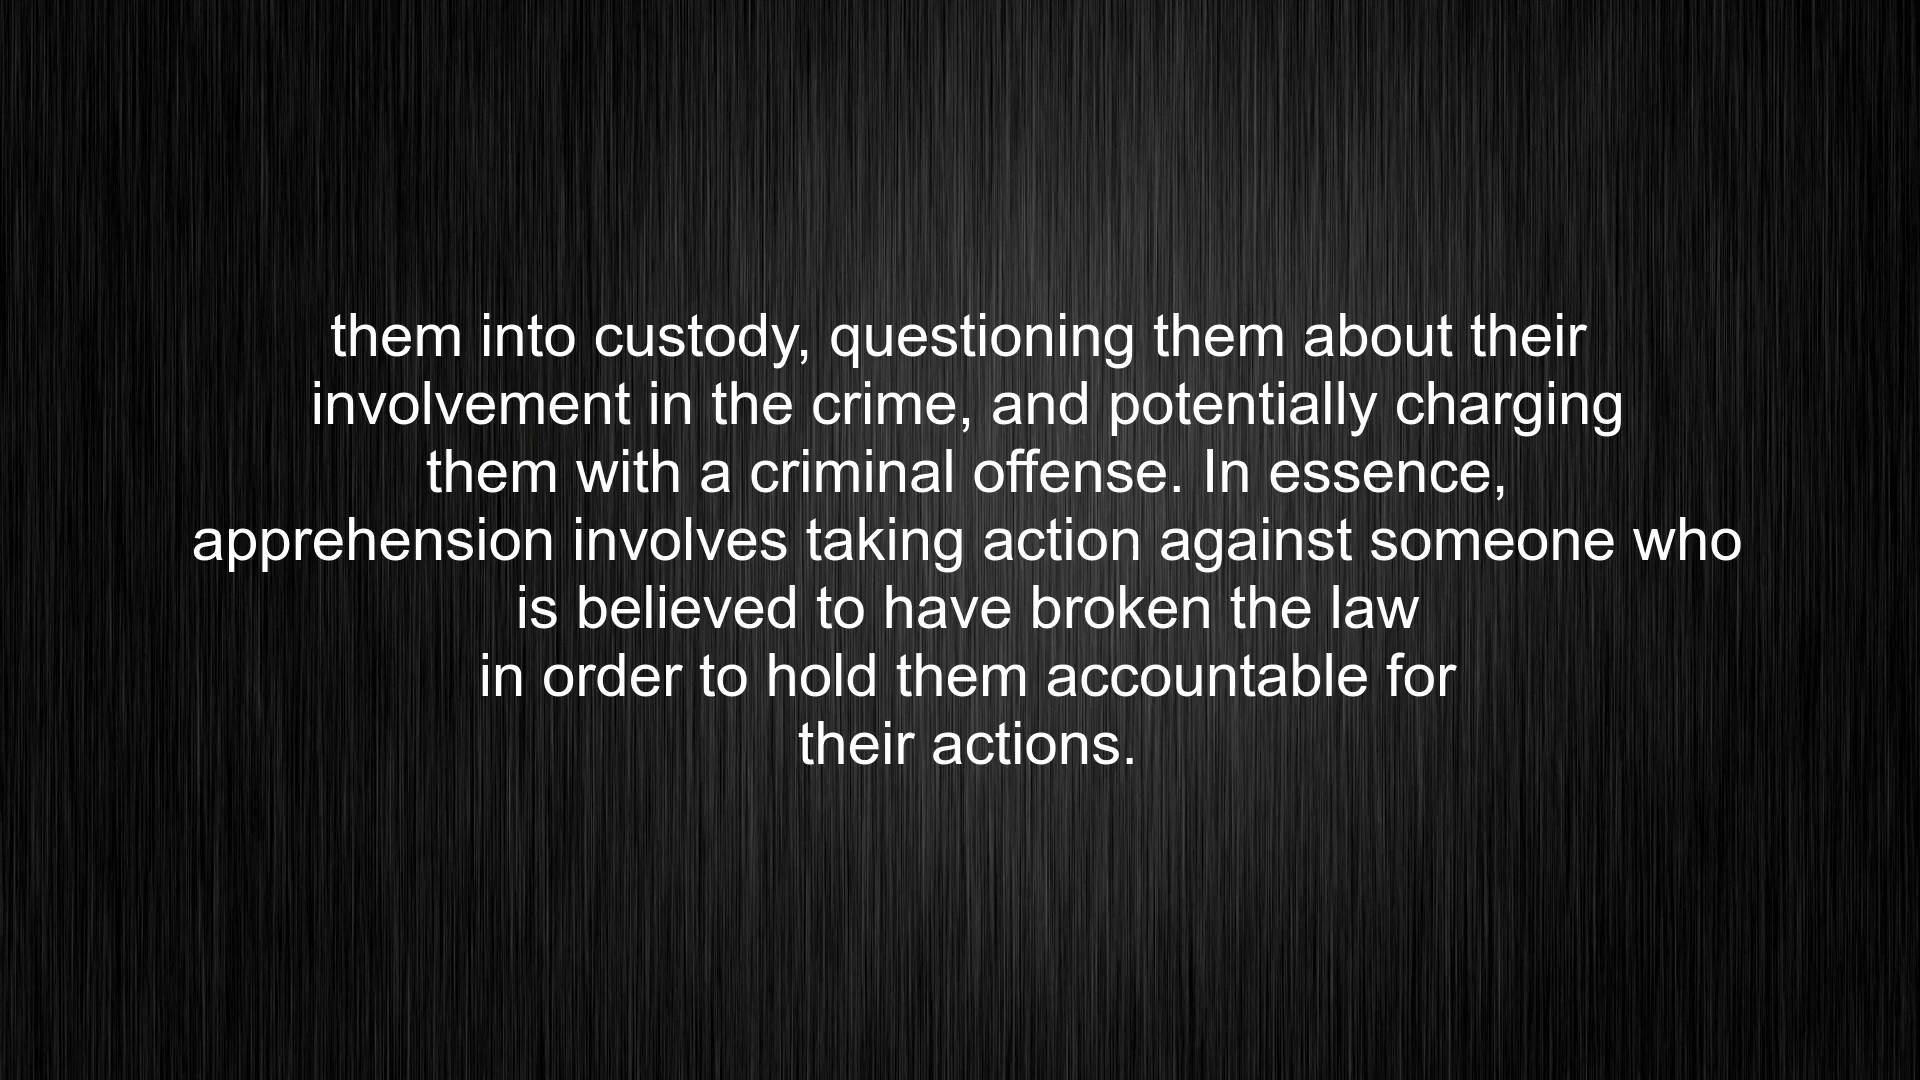 them into custody, questioning them about their
involvement in the crime, and potentially charging
them with a criminal offense. In essence,
apprehension involves taking action against someone who
is believed to have broken the law
in order to hold them accountable for
their actions.